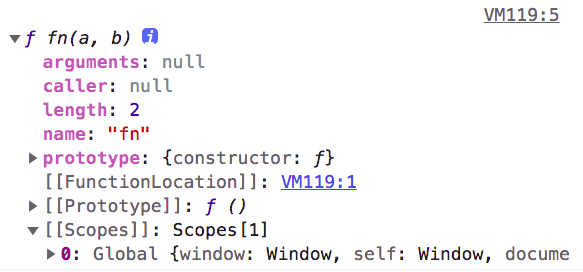 VM119:5
▼ƒ fn(a, b) i
arguments: null
caller: null
length: 2
name: "fn"
▶ prototype: {constructor: ƒ}
[[FunctionLocation]]: VM119:1
▶ [[Prototype]]: ƒ ()
▼ [[Scopes]]: Scopes[1]
▶ 0: Global {window: Window, self: Window, docume